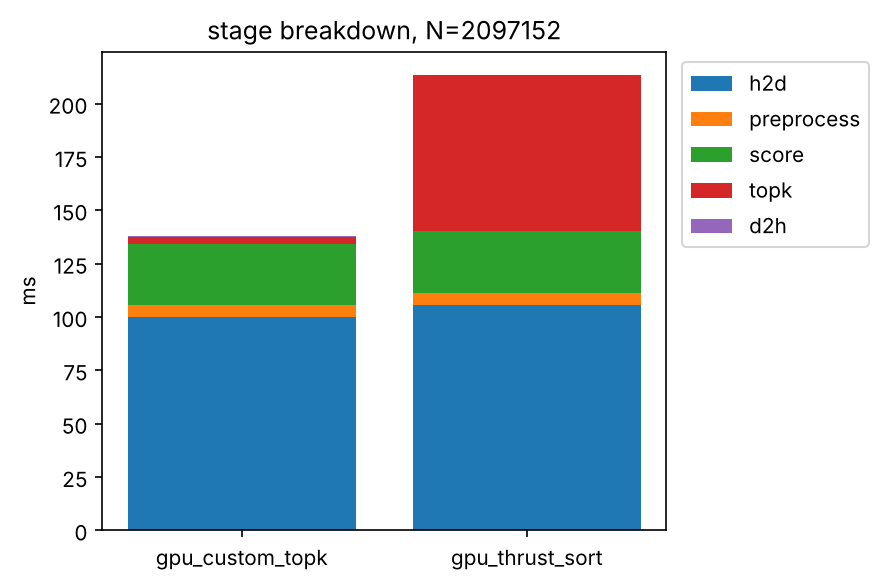 stage breakdown, N=2097152
ms
200
175
150
125
100
75
50
25
0
gpu_custom_topk
gpu_thrust_sort
h2d
preprocess
score
topk
d2h